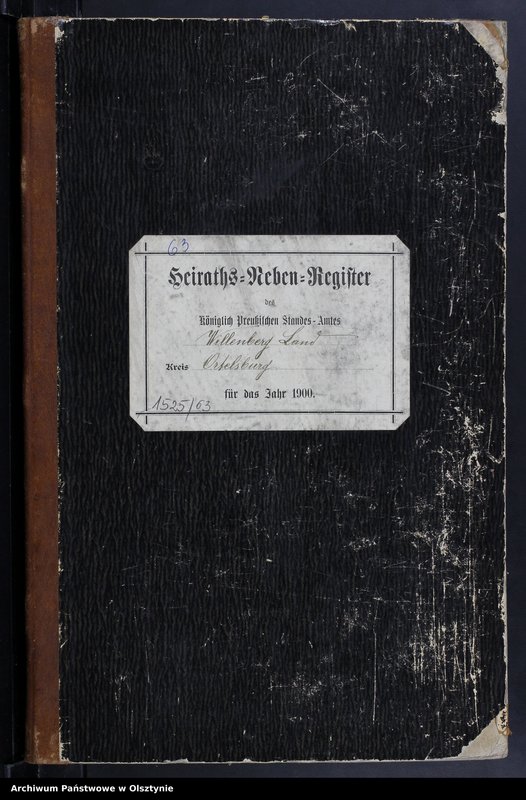 63
Heiraths-Neben-Register
des
Königlich Preußischen Standes-Amtes
Willenberg Land
Kreis Ortelsburg
für das Jahr 1900.
1525/63
Archiwum Państwowe w Olsztynie